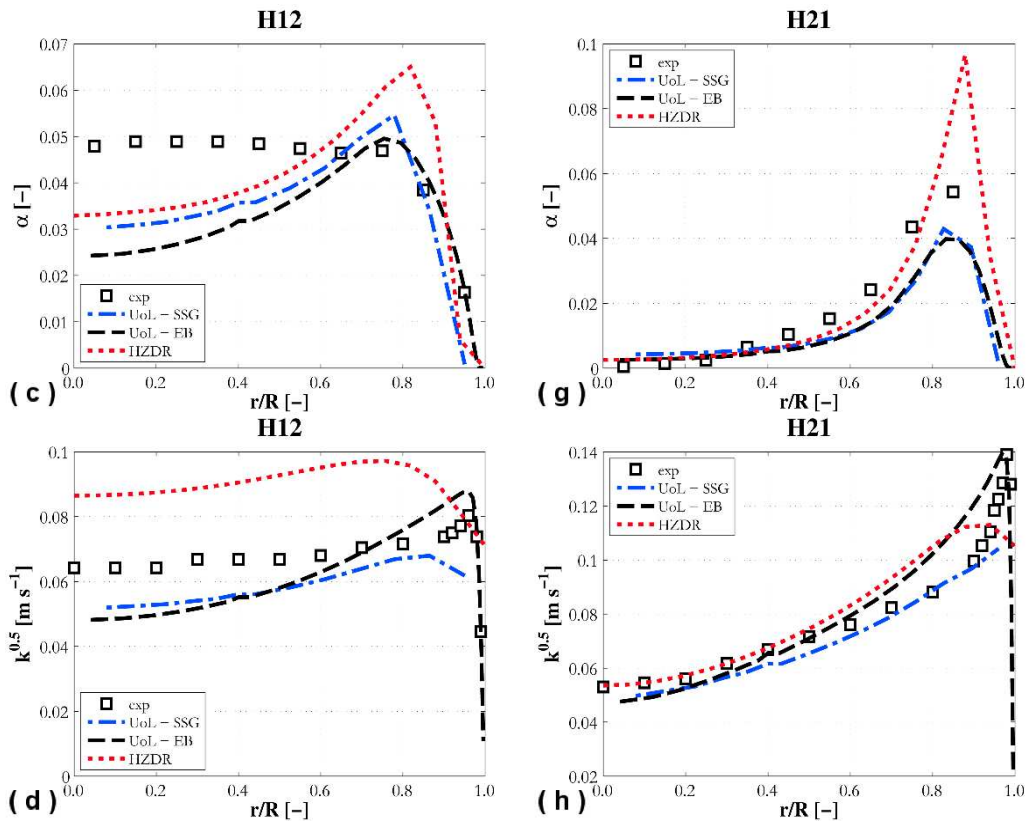 H12
0.07
0.06
0.05
0.04
0.03
0.02
0.01
0
α [−]
exp
UoL − SSG
UoL − EB
HZDR
0.0 0.2 0.4 0.6 0.8 1.0
r/R [−]
( c )
H21
0.1
0.08
0.06
0.04
0.02
0
α [−]
exp
UoL − SSG
UoL − EB
HZDR
0.0 0.2 0.4 0.6 0.8 1.0
r/R [−]
( g )
H12
0.1
0.08
0.06
0.04
0.02
0
k^0.5 [m s^−1]
exp
UoL − SSG
UoL − EB
HZDR
0.0 0.2 0.4 0.6 0.8 1.0
r/R [−]
( d )
H21
0.14
0.12
0.1
0.08
0.06
0.04
0.02
k^0.5 [m s^−1]
exp
UoL − SSG
UoL − EB
HZDR
0.0 0.2 0.4 0.6 0.8 1.0
r/R [−]
( h )